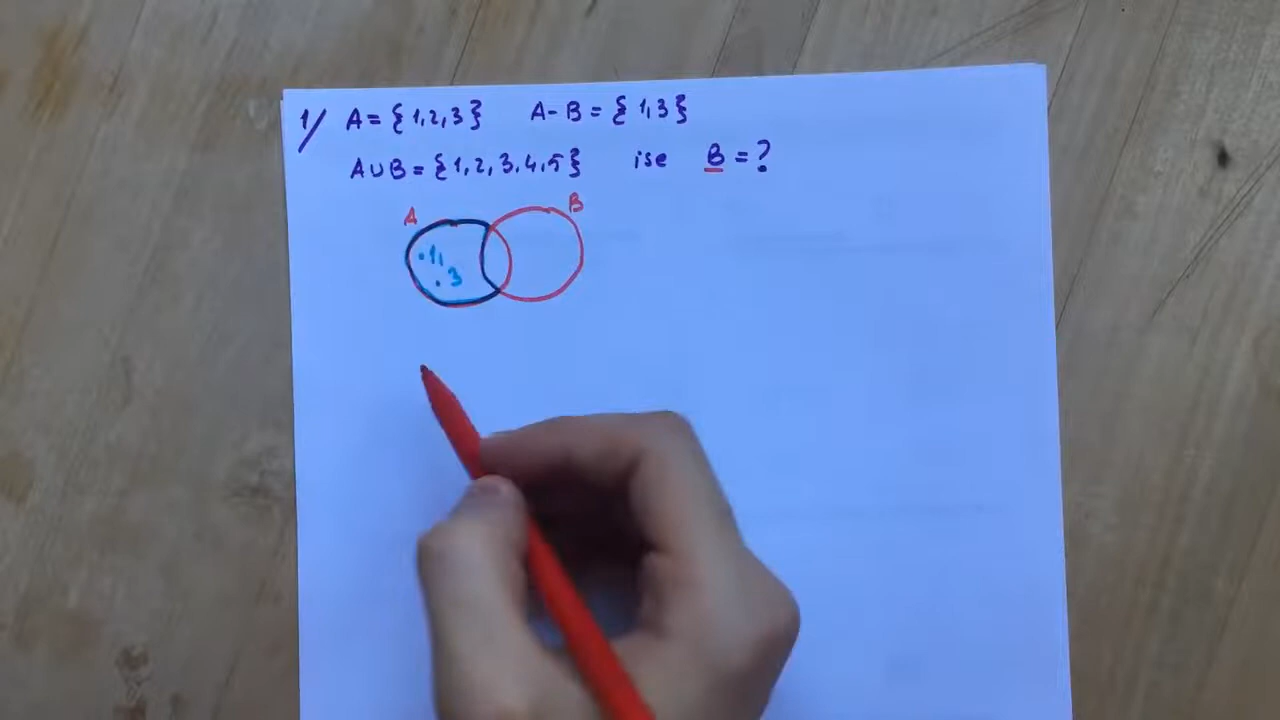 1/ A = {1,2,3} A - B = {1,3}
A ∪ B = {1,2,3,4,5} ise B = ?
A B
1,
3